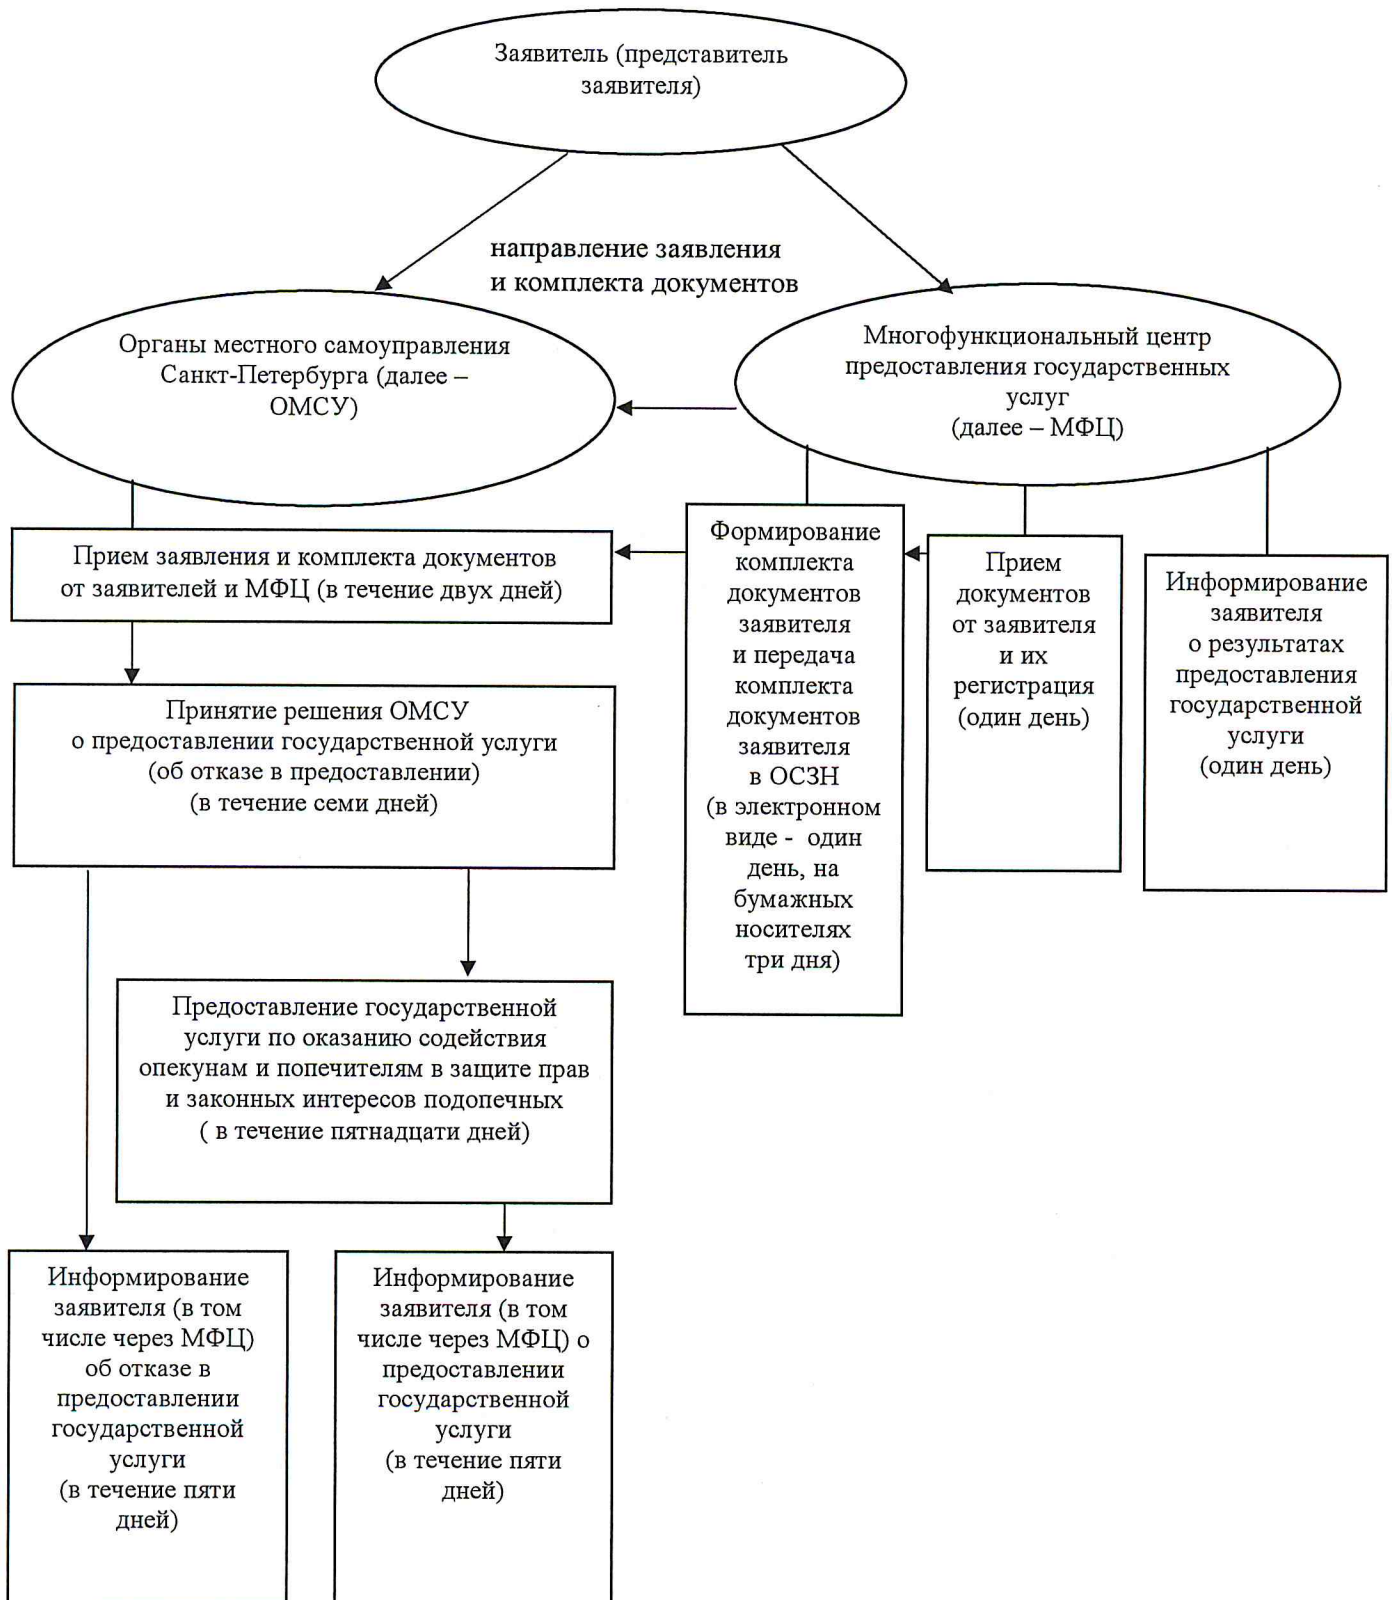 Заявитель (представитель
заявителя)
направление заявления
и комплекта документов
Органы местного самоуправления
Санкт-Петербурга (далее –
ОМСУ)
Многофункциональный центр
предоставления государственных
услуг
(далее – МФЦ)
Прием заявления и комплекта документов
от заявителей и МФЦ (в течение двух дней)
Формирование
комплекта
документов
заявителя
и передача
комплекта
документов
заявителя
в ОСЗН
(в электронном
виде - один
день, на
бумажных
носителях
три дня)
Прием
документов
от заявителя
и их
регистрация
(один день)
Информирование
заявителя
о результатах
предоставления
государственной
услуги
(один день)
Принятие решения ОМСУ
о предоставлении государственной услуги
(об отказе в предоставлении)
(в течение семи дней)
Предоставление государственной
услуги по оказанию содействия
опекунам и попечителям в защите прав
и законных интересов подопечных
( в течение пятнадцати дней)
Информирование
заявителя (в том
числе через МФЦ)
об отказе в
предоставлении
государственной
услуги
(в течение пяти
дней)
Информирование
заявителя (в том
числе через МФЦ) о
предоставлении
государственной
услуги
(в течение пяти
дней)